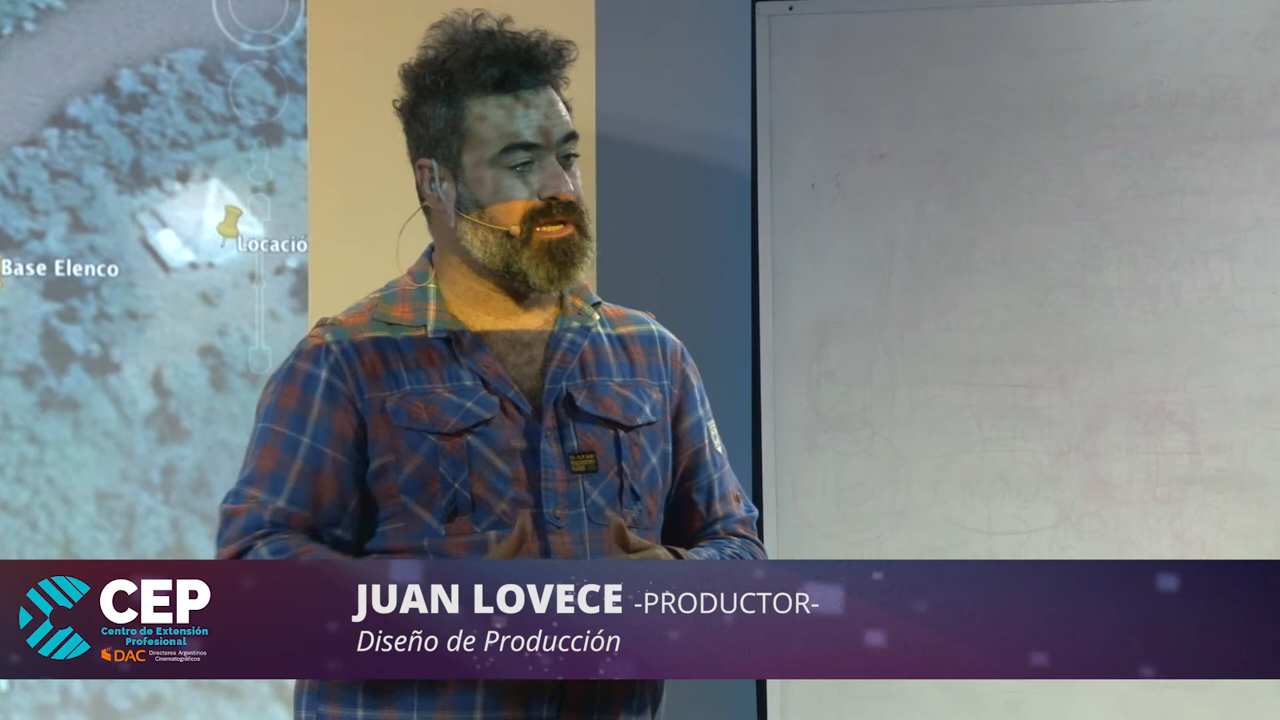 Locació
Base Elenco
CEP
Centro de Extensión
Profesional
DAC Directores Argentinos
Cinematográficos
JUAN LOVECE -PRODUCTOR-
Diseño de Producción